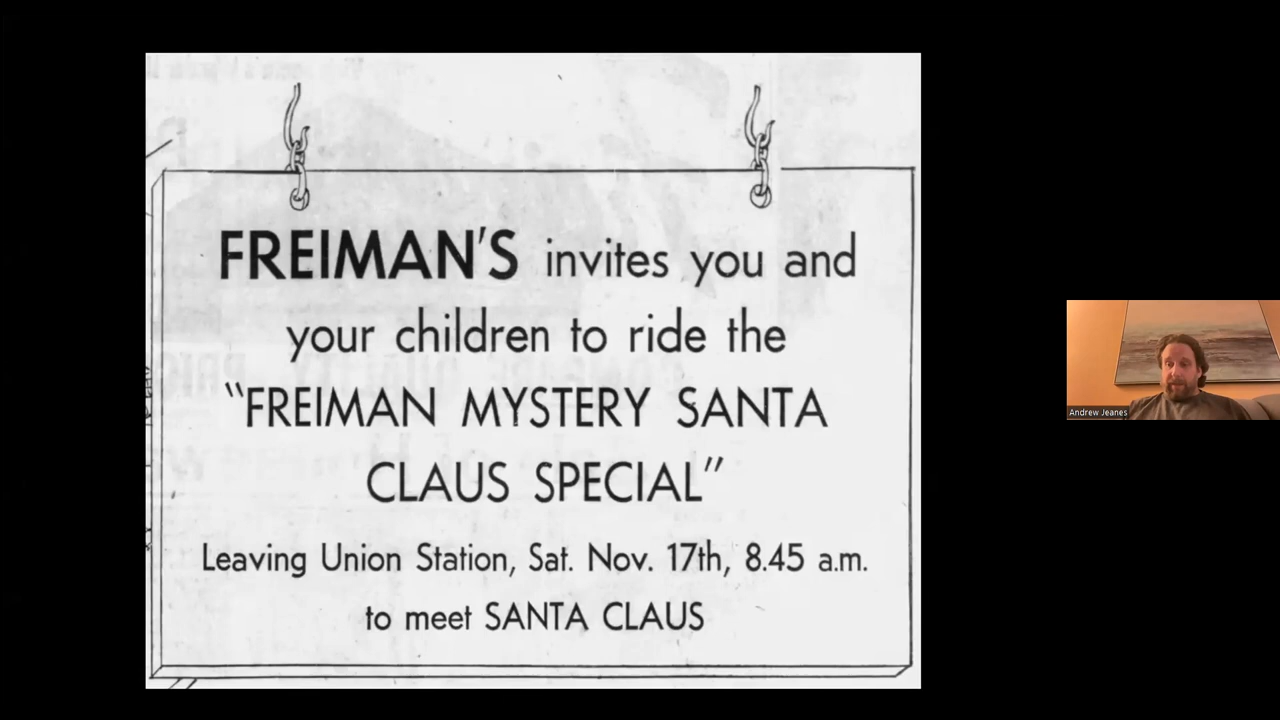 FREIMAN'S invites you and
your children to ride the
"FREIMAN MYSTERY SANTA
CLAUS SPECIAL"
Leaving Union Station, Sat. Nov. 17th, 8.45 a.m.
to meet SANTA CLAUS
Andrew Jeanes